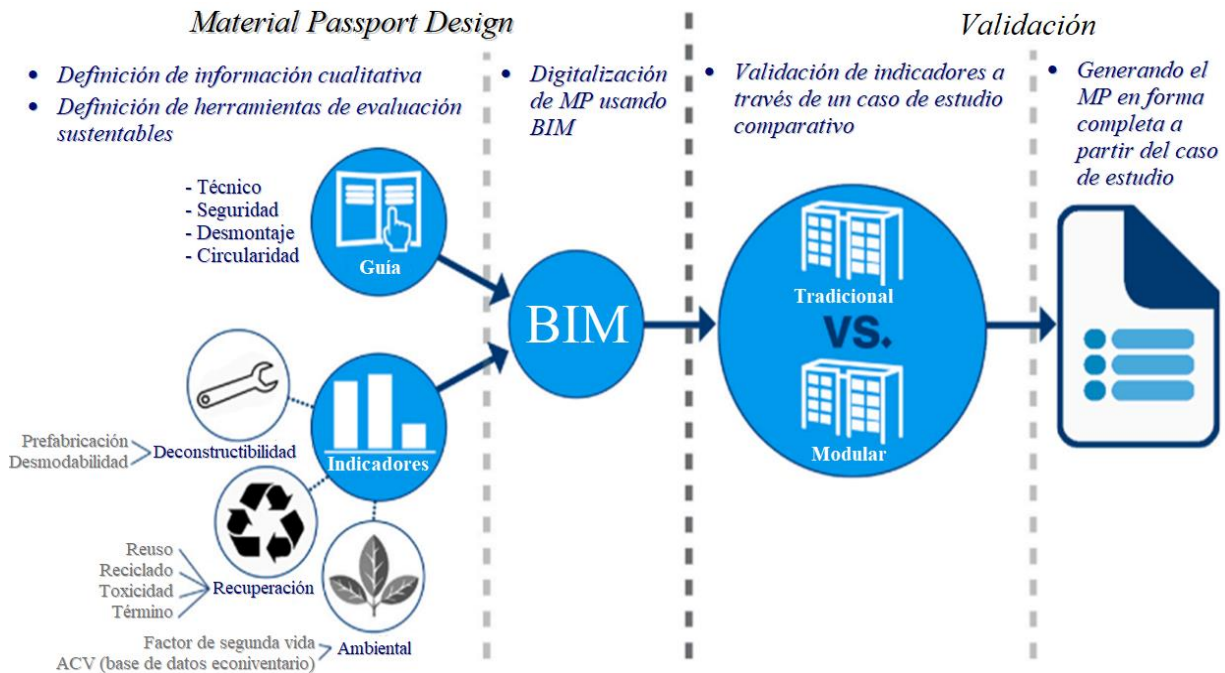 Material Passport Design
Validación
• Definición de información cualitativa
• Definición de herramientas de evaluación
sustentables
• Digitalización
de MP usando
BIM
• Validación de indicadores a
través de un caso de estudio
comparativo
• Generando el
MP en forma
completa a
partir del caso
de estudio
- Técnico
- Seguridad
- Desmontaje
- Circularidad
Guía
BIM
Tradicional
VS.
Modular
Prefabricación
Desmodabilidad
Deconstructibilidad
Indicadores
Reuso
Reciclado
Toxicidad
Término
Recuperación
Factor de segunda vida
ACV (base de datos econiventario)
Ambiental